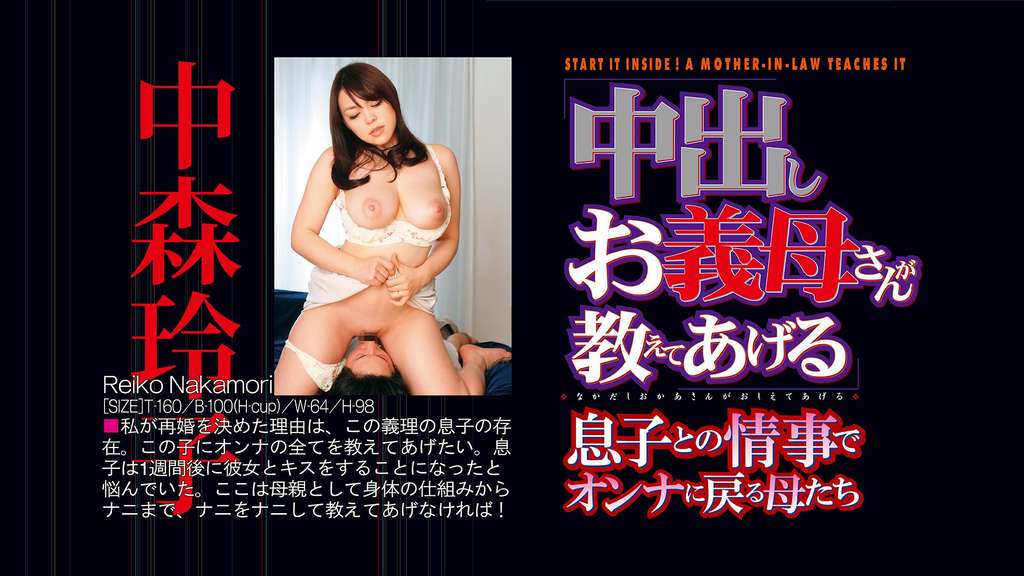 中森玲子
Reiko Nakamori
[SIZE]T・160/B・100(H・cup)/W・64/H・98
■私が再婚を決めた理由は、この義理の息子の存
在。この子にオンナの全てを教えてあげたい。息
子は1週間後に彼女とキスをすることになったと
悩んでいた。ここは母親として身体の仕組みから
ナニまで、ナニをナニして教えてあげなければ！
START IT INSIDE! A MOTHER-IN-LAW TEACHES IT
「中出し
お義母さんが
教えてあげる」
なかだしおかあさんがおしえてあげる
息子との情事で
オンナに戻る母たち